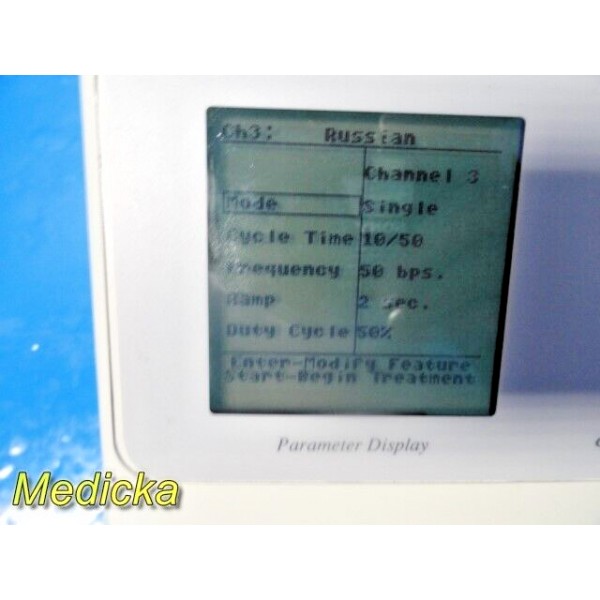 Ch3: Russian
Channel 3
Mode Single
Cycle Time 10/50
Frequency 50 bps.
Ramp 2 sec.
Duty Cycle 50%
Enter-Modify Feature
Start-Begin Treatment
Parameter Display
Medicka